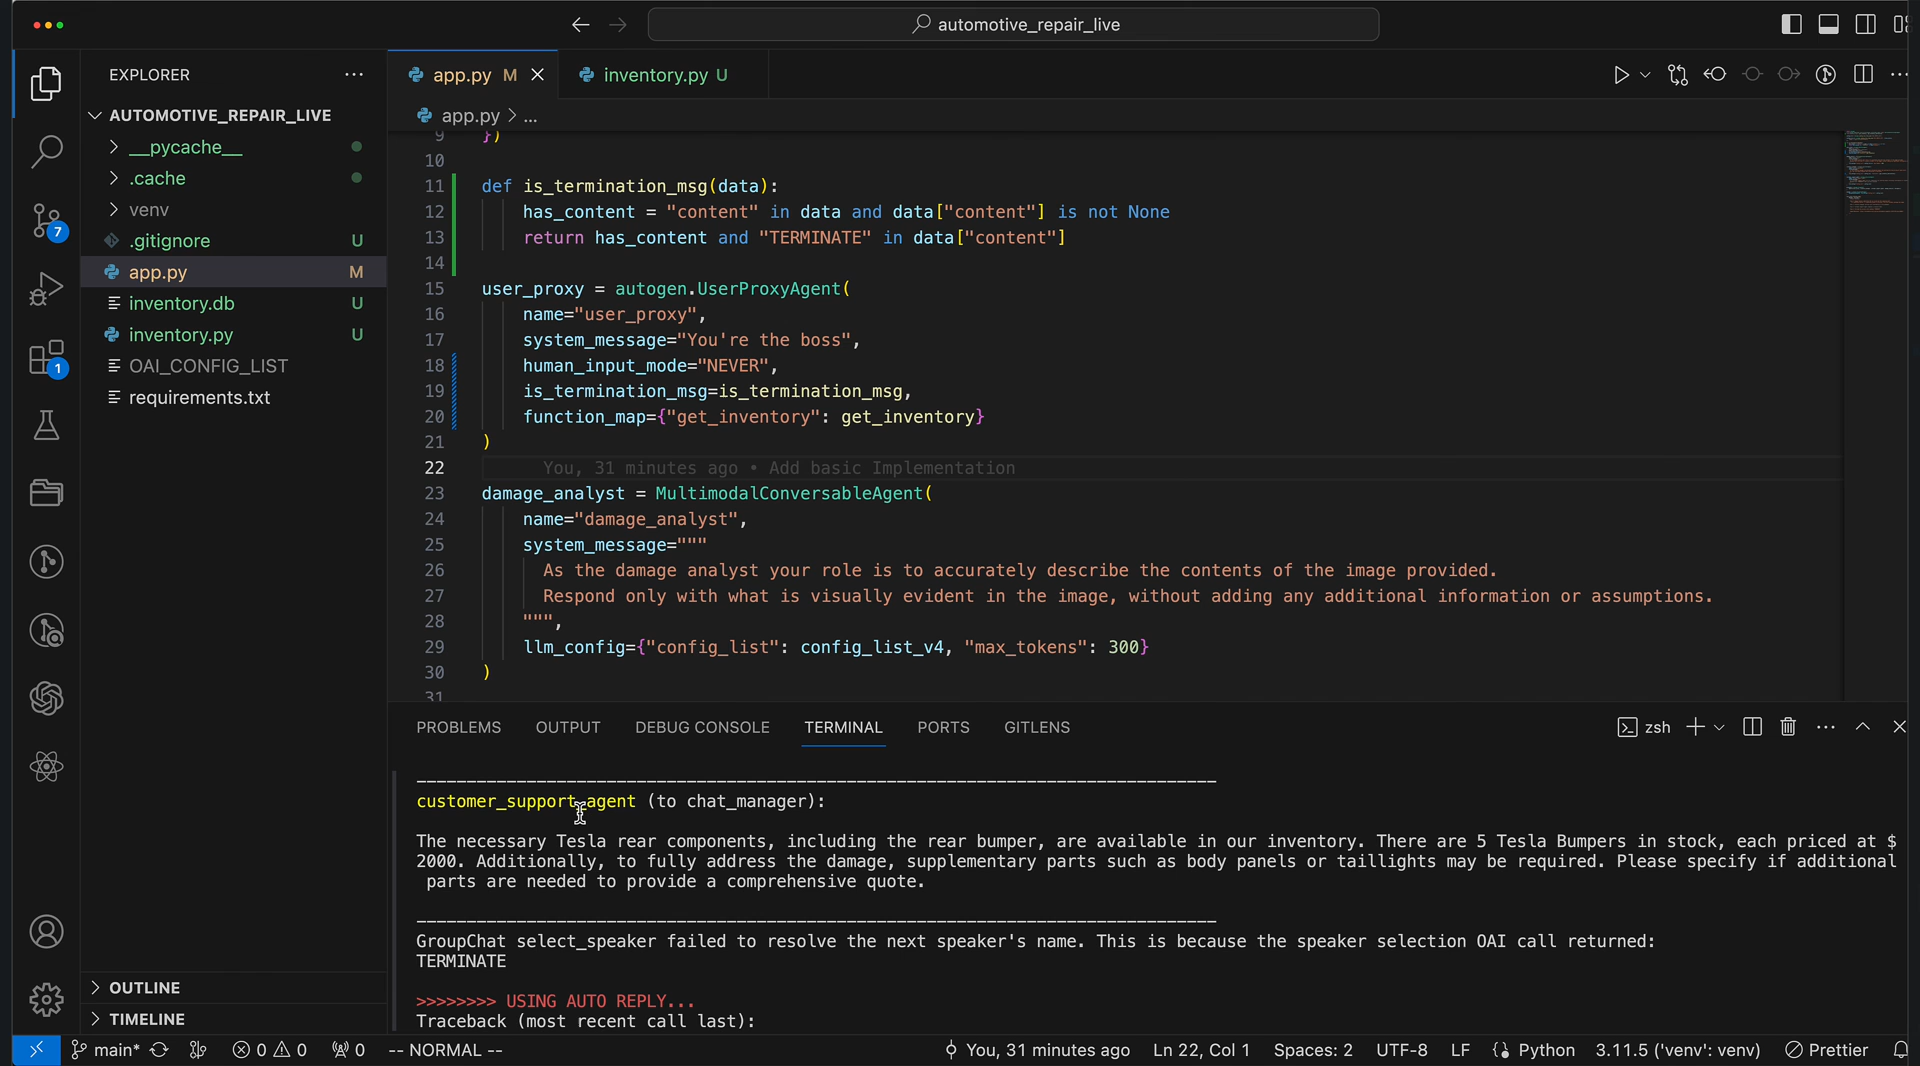 automotive_repair_live
EXPLORER
AUTOMOTIVE_REPAIR_LIVE
__pycache__
.cache
venv
.gitignore U
app.py M
inventory.db U
inventory.py U
OAI_CONFIG_LIST
requirements.txt
OUTLINE
TIMELINE
7
1
app.py M
inventory.py U
app.py > ...
9 })
10
11 def is_termination_msg(data):
12 has_content = "content" in data and data["content"] is not None
13 return has_content and "TERMINATE" in data["content"]
14
15 user_proxy = autogen.UserProxyAgent(
16 name="user_proxy",
17 system_message="You're the boss",
18 human_input_mode="NEVER",
19 is_termination_msg=is_termination_msg,
20 function_map={"get_inventory": get_inventory}
21 )
22 You, 31 minutes ago • Add basic Implementation
23 damage_analyst = MultimodalConversableAgent(
24 name="damage_analyst",
25 system_message="""
26 As the damage analyst your role is to accurately describe the contents of the image provided.
27 Respond only with what is visually evident in the image, without adding any additional information or assumptions.
28 """,
29 llm_config={"config_list": config_list_v4, "max_tokens": 300}
30 )
31
PROBLEMS OUTPUT DEBUG CONSOLE TERMINAL PORTS GITLENS
zsh
customer_support_agent (to chat_manager):
The necessary Tesla rear components, including the rear bumper, are available in our inventory. There are 5 Tesla Bumpers in stock, each priced at $
2000. Additionally, to fully address the damage, supplementary parts such as body panels or taillights may be required. Please specify if additional
parts are needed to provide a comprehensive quote.
GroupChat select_speaker failed to resolve the next speaker's name. This is because the speaker selection OAI call returned:
TERMINATE
>>>>>>>> USING AUTO REPLY...
Traceback (most recent call last):
main* 0 0 0 -- NORMAL -- You, 31 minutes ago Ln 22, Col 1 Spaces: 2 UTF-8 LF Python 3.11.5 ('venv': venv) Prettier